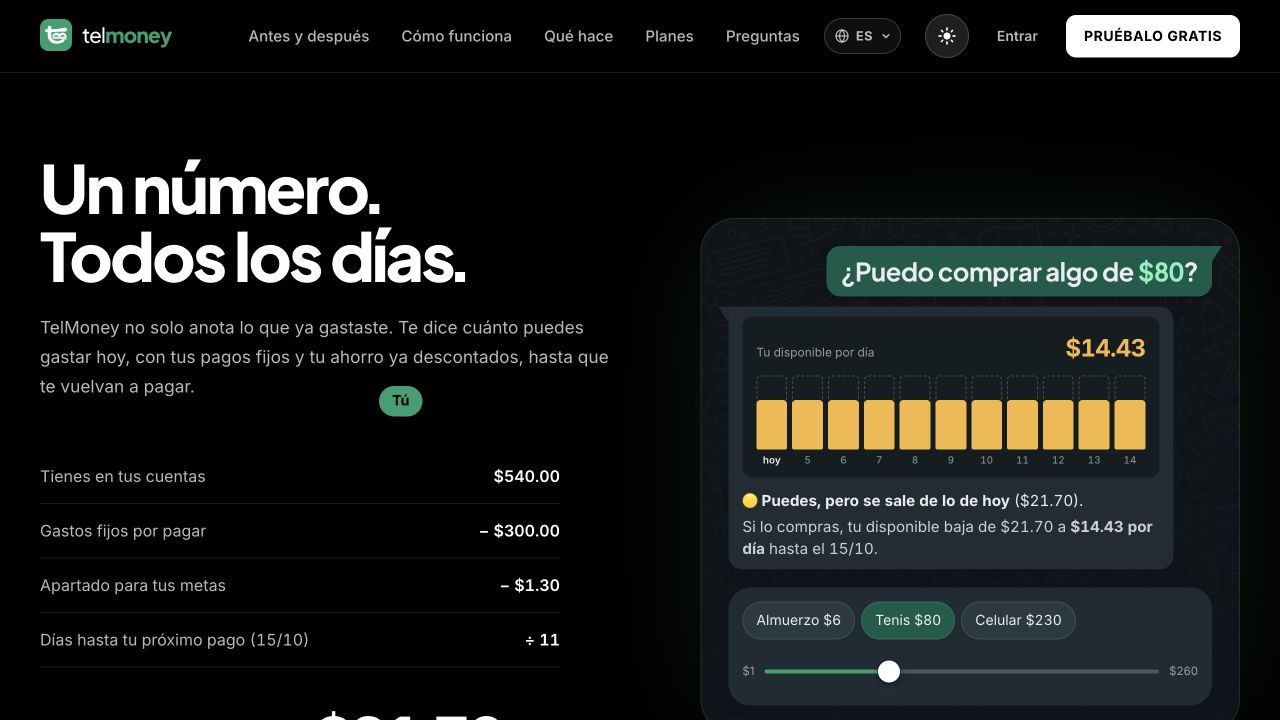 telmoney
Antes y después
Cómo funciona
Qué hace
Planes
Preguntas
ES
Entrar
PRUÉBALO GRATIS
Un número.
Todos los días.
TelMoney no solo anota lo que ya gastaste. Te dice cuánto puedes
gastar hoy, con tus pagos fijos y tu ahorro ya descontados, hasta que
te vuelvan a pagar.
Tú
Tienes en tus cuentas $540.00
Gastos fijos por pagar – $300.00
Apartado para tus metas – $1.30
Días hasta tu próximo pago (15/10) ÷ 11
$21.70
¿Puedo comprar algo de $80?
Tu disponible por día $14.43
hoy 5 6 7 8 9 10 11 12 13 14
Puedes, pero se sale de lo de hoy ($21.70).
Si lo compras, tu disponible baja de $21.70 a $14.43 por
día hasta el 15/10.
Almuerzo $6
Tenis $80
Celular $230
$1 $260